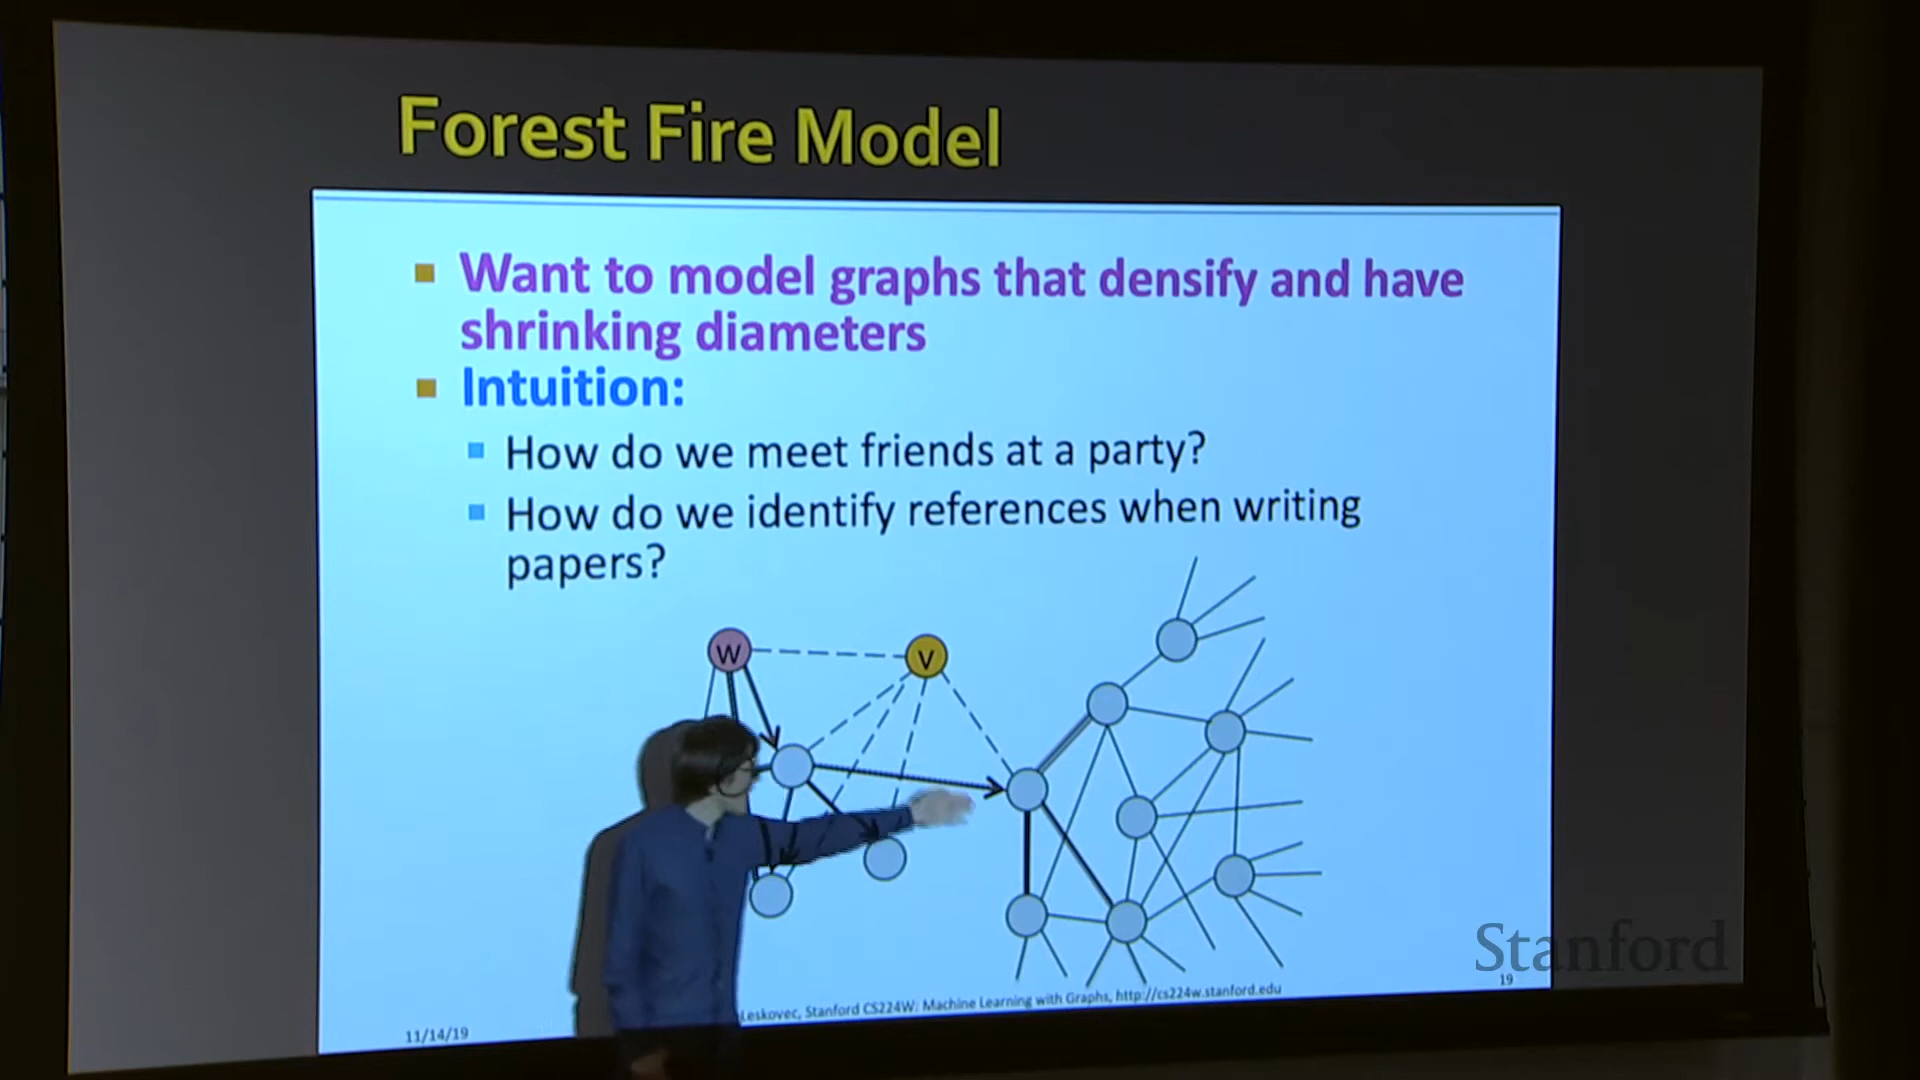 Forest Fire Model
Want to model graphs that densify and have
shrinking diameters
Intuition:
How do we meet friends at a party?
How do we identify references when writing
papers?
W
V
Stanford
19
Leskovec, Stanford CS224W: Machine Learning with Graphs, http://cs224w.stanford.edu
11/14/19